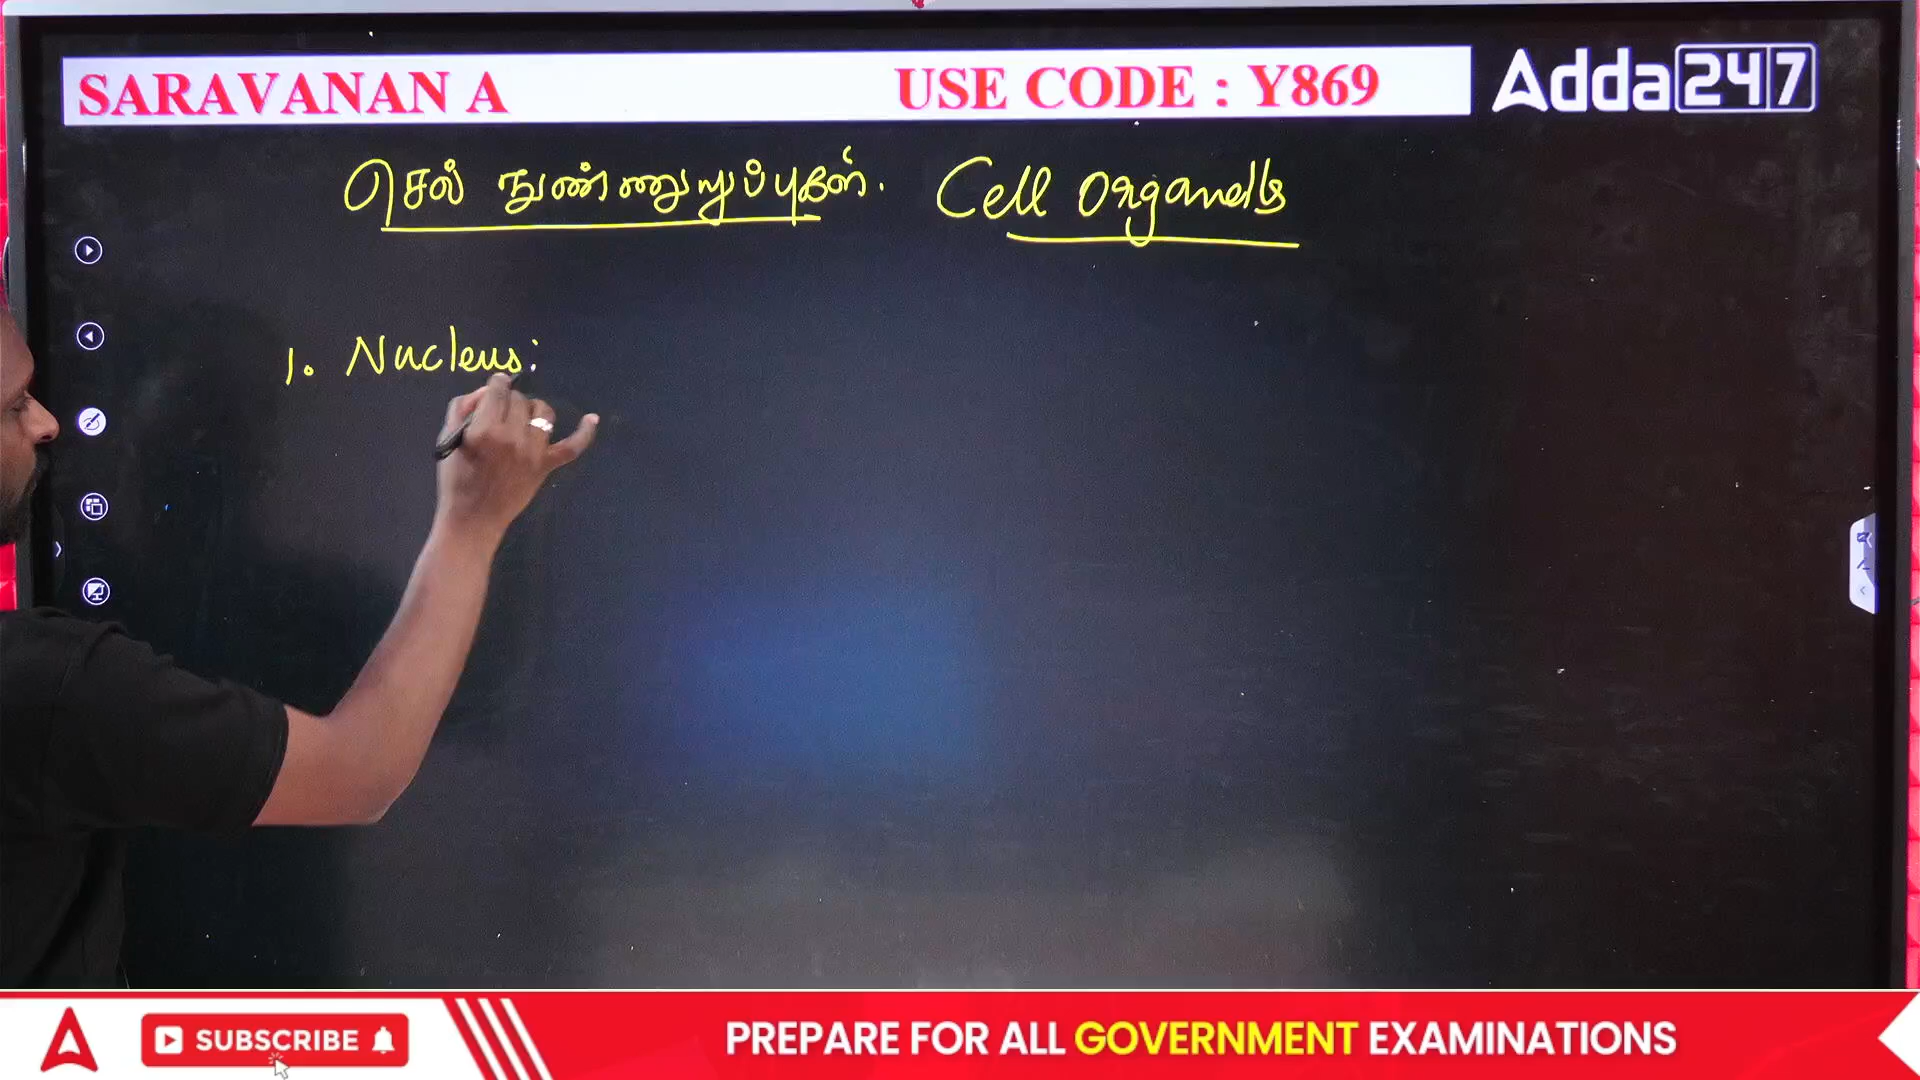 SARAVANAN A USE CODE : Y869 Adda247
செல் நுண்ணுறுப்புகள். Cell Organells
1. Nucleus:
SUBSCRIBE PREPARE FOR ALL GOVERNMENT EXAMINATIONS